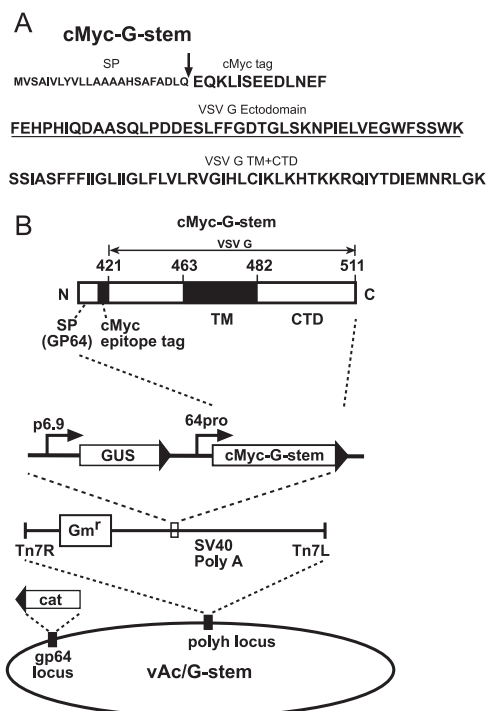 A
cMyc-G-stem
SP
cMyc tag
MVSAIVLYVLLAAAAHSAFADLQ EQKLISEEDLNEF
VSV G Ectodomain
FEHPHIQDAASQLPDDESLFFGDTGLSKNPIELVEGWFSSWK
VSV G TM+CTD
SSIASFFFIIGLIIGLFLVLRVGIHLCIKLKHTKKRQIYTDIEMNRLGK
B
cMyc-G-stem
VSV G
421 463 482 511
N C
SP (GP64)
cMyc epitope tag
TM CTD
p6.9 64pro
GUS cMyc-G-stem
Gmr
Tn7R
SV40 Poly A
Tn7L
cat
gp64 locus
polyh locus
vAc/G-stem